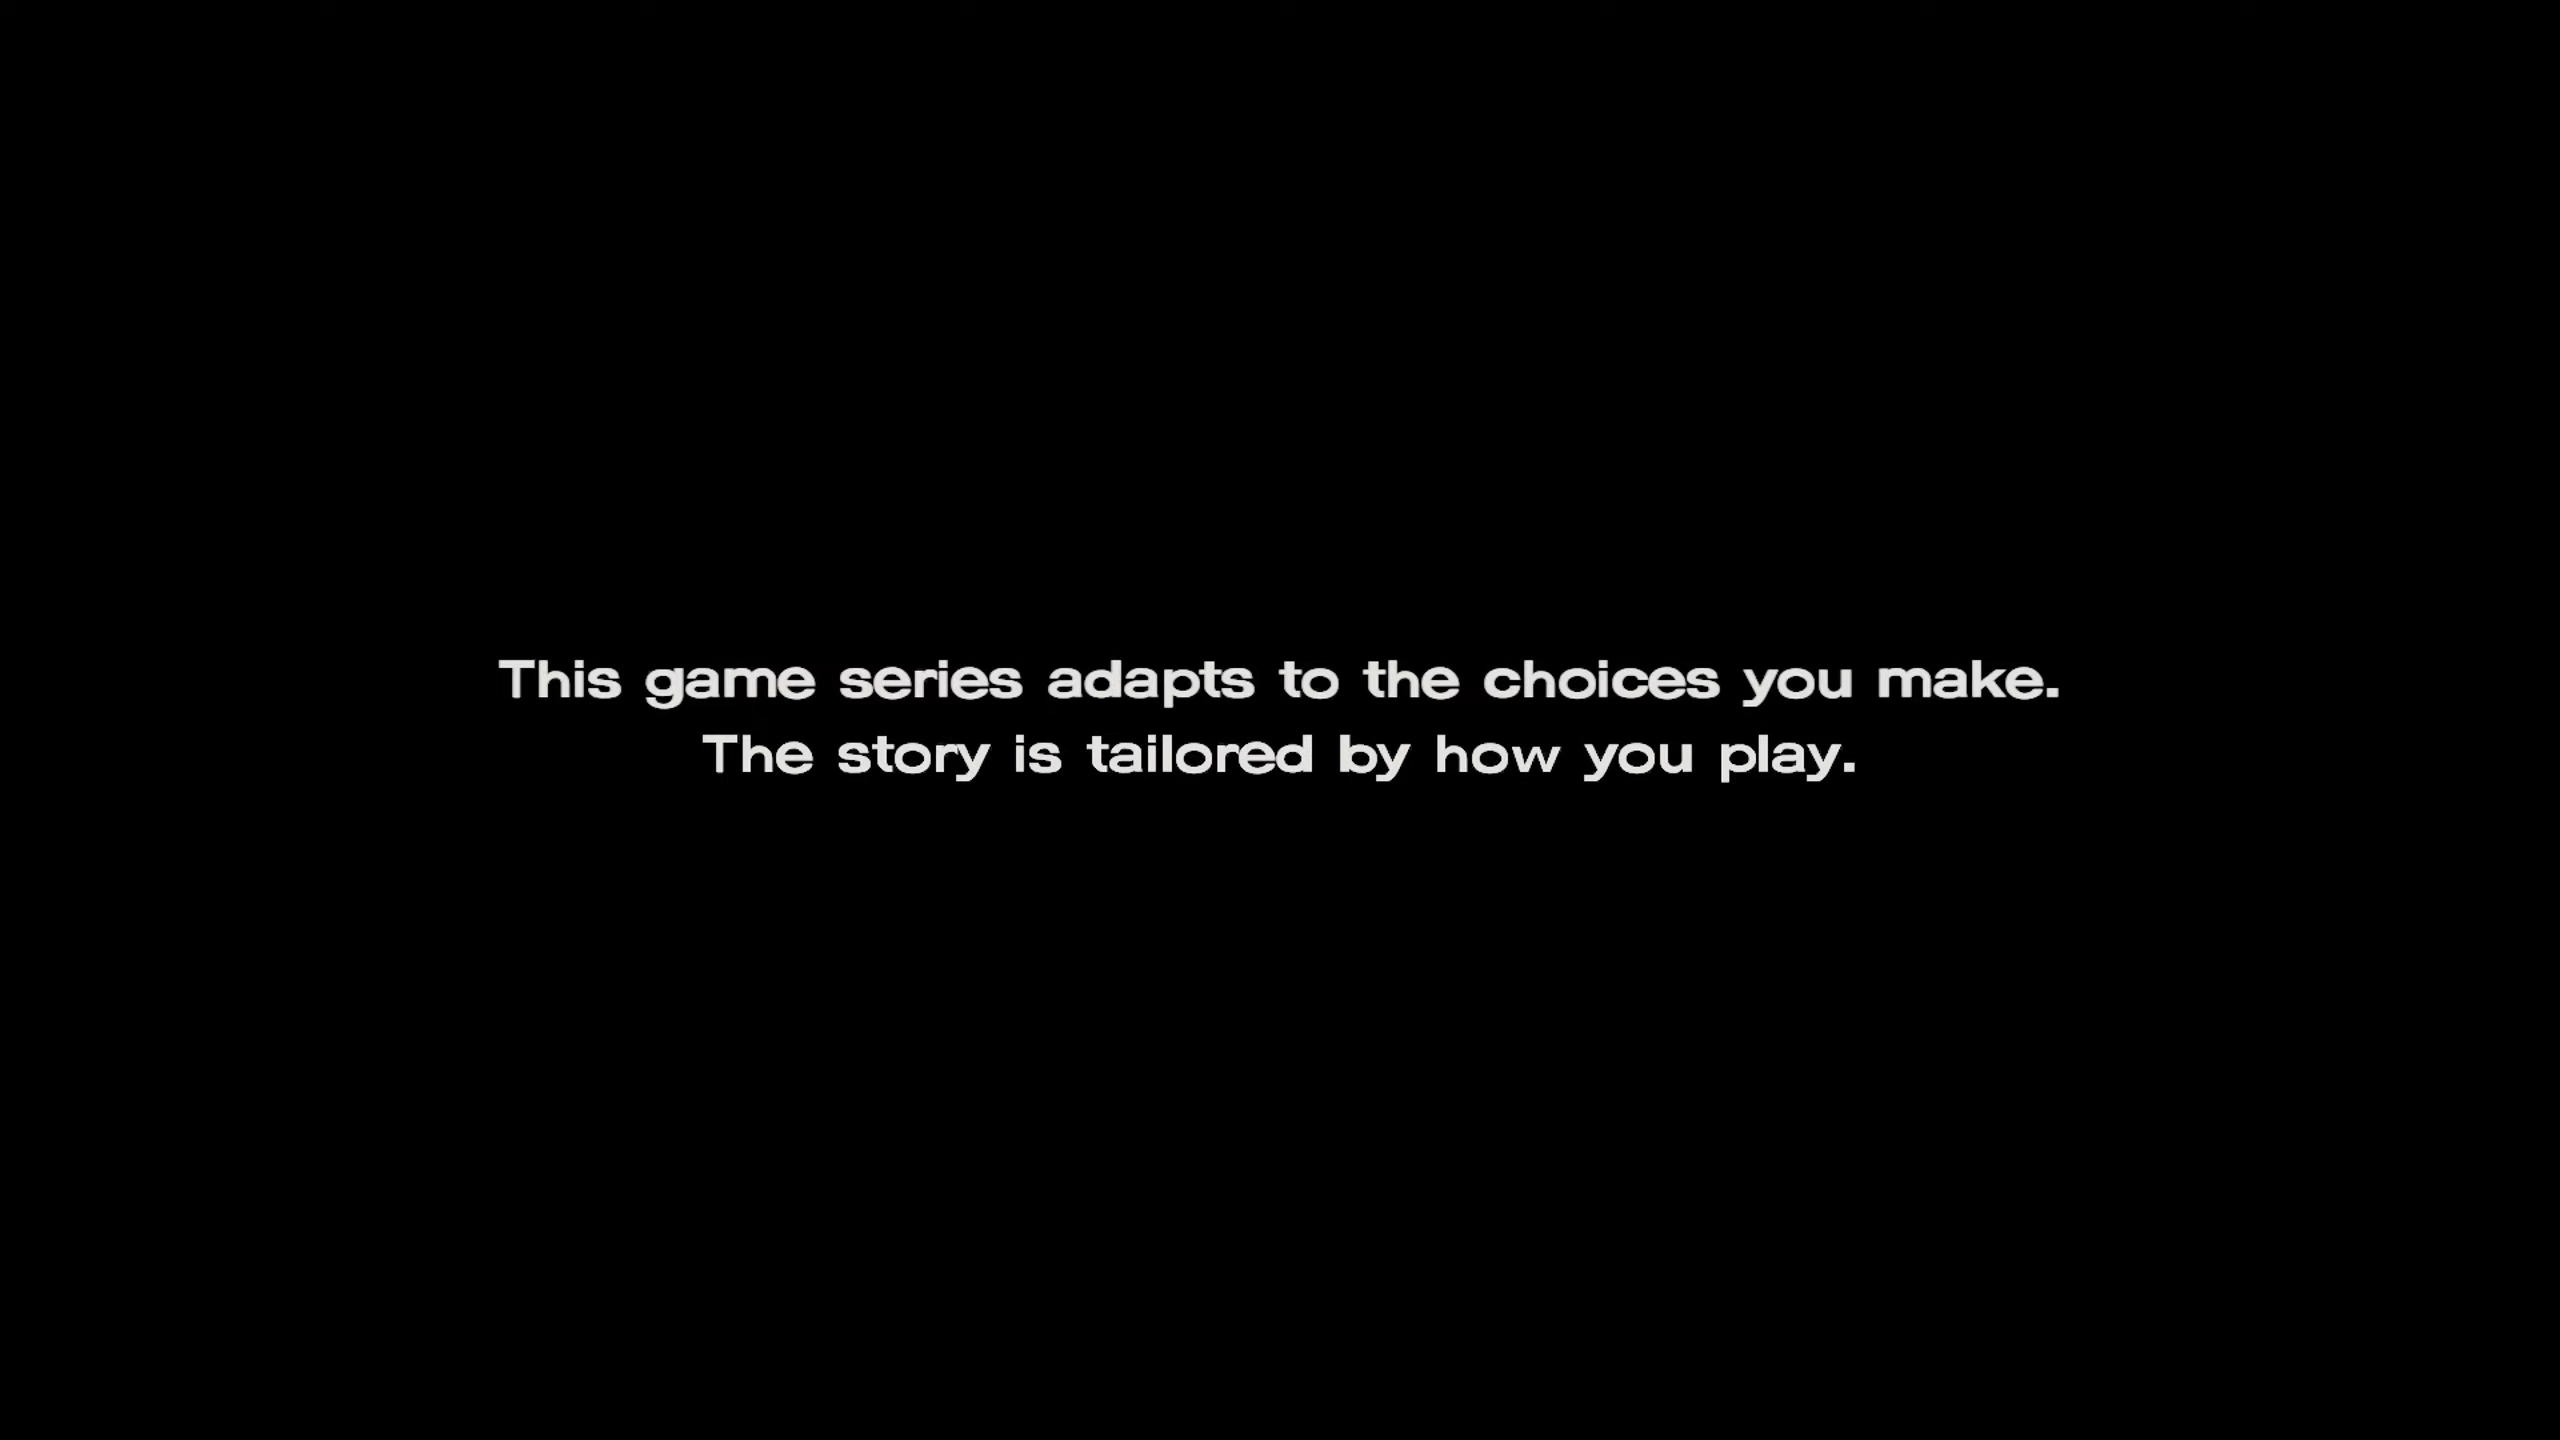 This game series adapts to the choices you make.
The story is tailored by how you play.